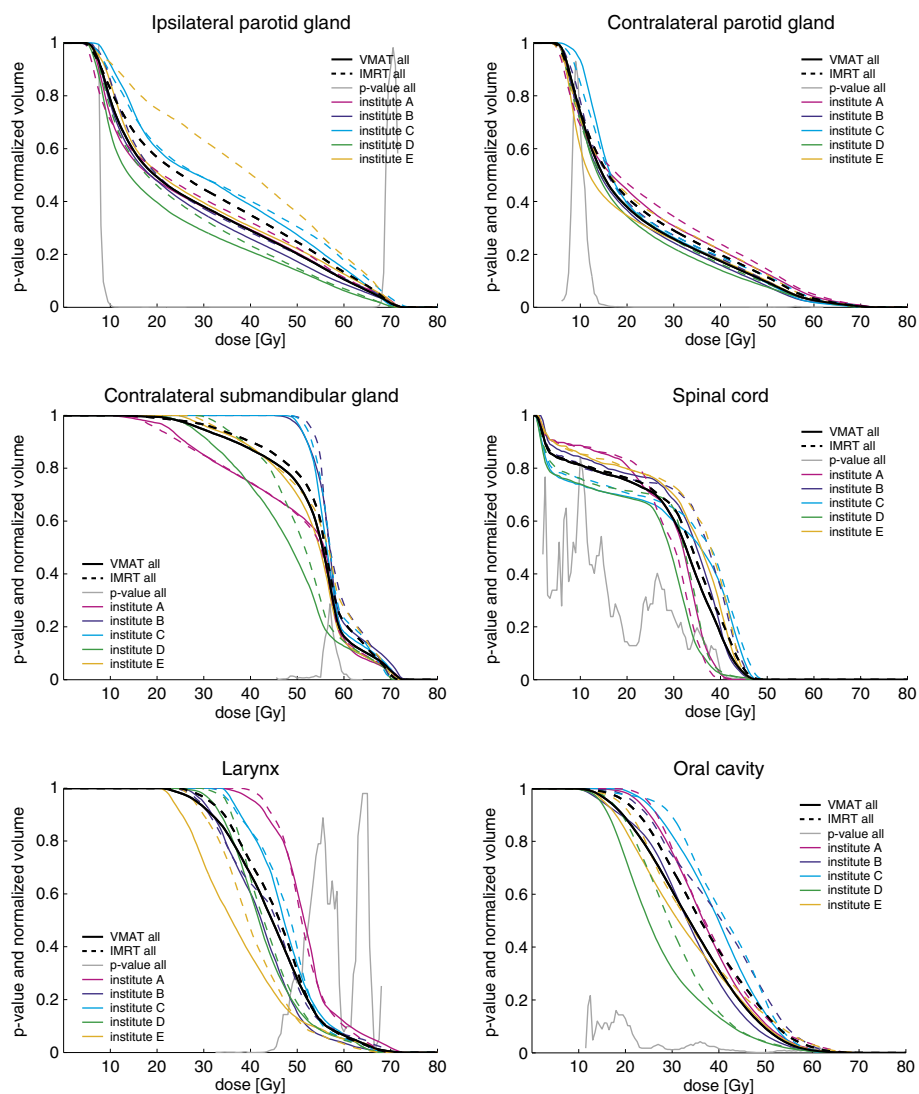 Ipsilateral parotid gland
p-value and normalized volume
1
0.8
0.6
0.4
0.2
0
10 20 30 40 50 60 70 80
dose [Gy]
VMAT all
IMRT all
p-value all
institute A
institute B
institute C
institute D
institute E
Contralateral parotid gland
p-value and normalized volume
1
0.8
0.6
0.4
0.2
0
10 20 30 40 50 60 70 80
dose [Gy]
VMAT all
IMRT all
p-value all
institute A
institute B
institute C
institute D
institute E
Contralateral submandibular gland
p-value and normalized volume
1
0.8
0.6
0.4
0.2
0
10 20 30 40 50 60 70 80
dose [Gy]
VMAT all
IMRT all
p-value all
institute A
institute B
institute C
institute D
institute E
Spinal cord
p-value and normalized volume
1
0.8
0.6
0.4
0.2
0
10 20 30 40 50 60 70 80
dose [Gy]
VMAT all
IMRT all
p-value all
institute A
institute B
institute C
institute D
institute E
Larynx
p-value and normalized volume
1
0.8
0.6
0.4
0.2
0
10 20 30 40 50 60 70 80
dose [Gy]
VMAT all
IMRT all
p-value all
institute A
institute B
institute C
institute D
institute E
Oral cavity
p-value and normalized volume
1
0.8
0.6
0.4
0.2
0
10 20 30 40 50 60 70 80
dose [Gy]
VMAT all
IMRT all
p-value all
institute A
institute B
institute C
institute D
institute E